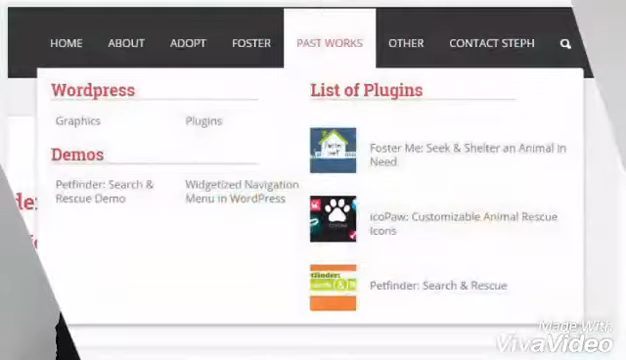 HOME ABOUT ADOPT FOSTER PAST WORKS OTHER CONTACT STEPH
Wordpress
Graphics Plugins
Demos
Petfinder: Search &
Rescue Demo
Widgetized Navigation
Menu in WordPress
List of Plugins
Foster Me: Seek & Shelter an Animal in
Need
icoPaw: Customizable Animal Rescue
Icons
Petfinder: Search & Rescue
Made With
VivaVideo